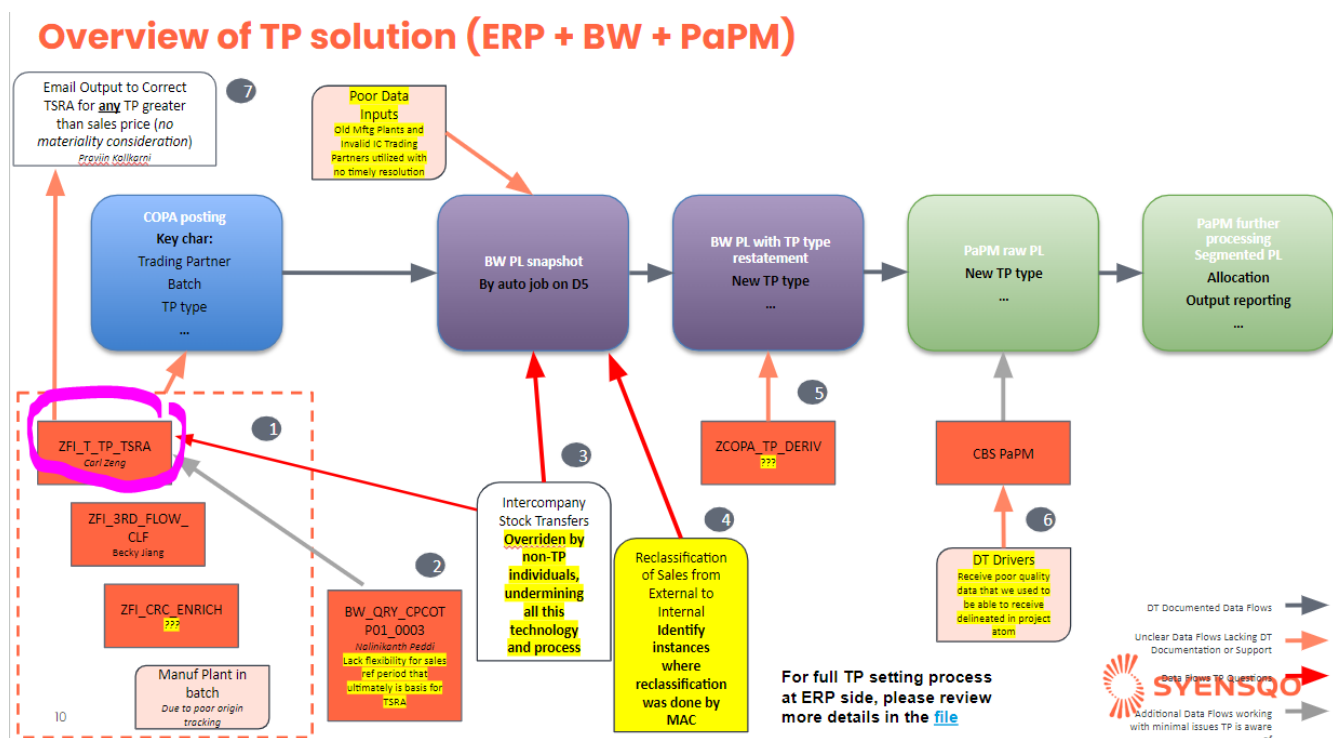 Overview of TP solution (ERP + BW + PaPM)
Email Output to Correct
TSRA for any TP greater
than sales price (no
materiality consideration)
Praviin Kallkarni
7
Poor Data
Inputs
Old Mftg Plants and
Invalid IC Trading
Partners utilized with
no timely resolution
COPA posting
Key char:
Trading Partner
Batch
TP type
...
BW PL snapshot
By auto job on D5
BW PL with TP type
restatement
New TP type
PaPM raw PL
New TP type
...
PaPM further
processing
Segmented PL
Allocation
Output reporting
...
1
ZFI_T_TP_TSRA
Carl Zeng
ZFI_3RD_FLOW_
CLF
Becky Jiang
ZFI_CRC_ENRICH
???
Manuf Plant in
batch
Due to poor origin
tracking
2
BW_QRY_CPCOT
P01_0003
Nalinikanth Peddi
Lack flexibility for sales
ref period that
ultimately is basis for
TSRA
3
Intercompany
Stock Transfers
Overriden by
non-TP
individuals,
undermining
all this
technology
and process
4
Reclassification
of Sales from
External to
Internal
Identify
instances
where
reclassification
was done by
MAC
5
ZCOPA_TP_DERIV
???
CBS PaPM
6
DT Drivers
Receive poor quality
data that we used to
be able to receive
delineated in project
atom
For full TP setting process
at ERP side, please review
more details in the file
DT Documented Data Flows
Unclear Data Flows Lacking DT
Documentation or Support
Data Flows TP Questions
Additional Data Flows working
with minimal issues TP is aware
of
SYENSQO
10